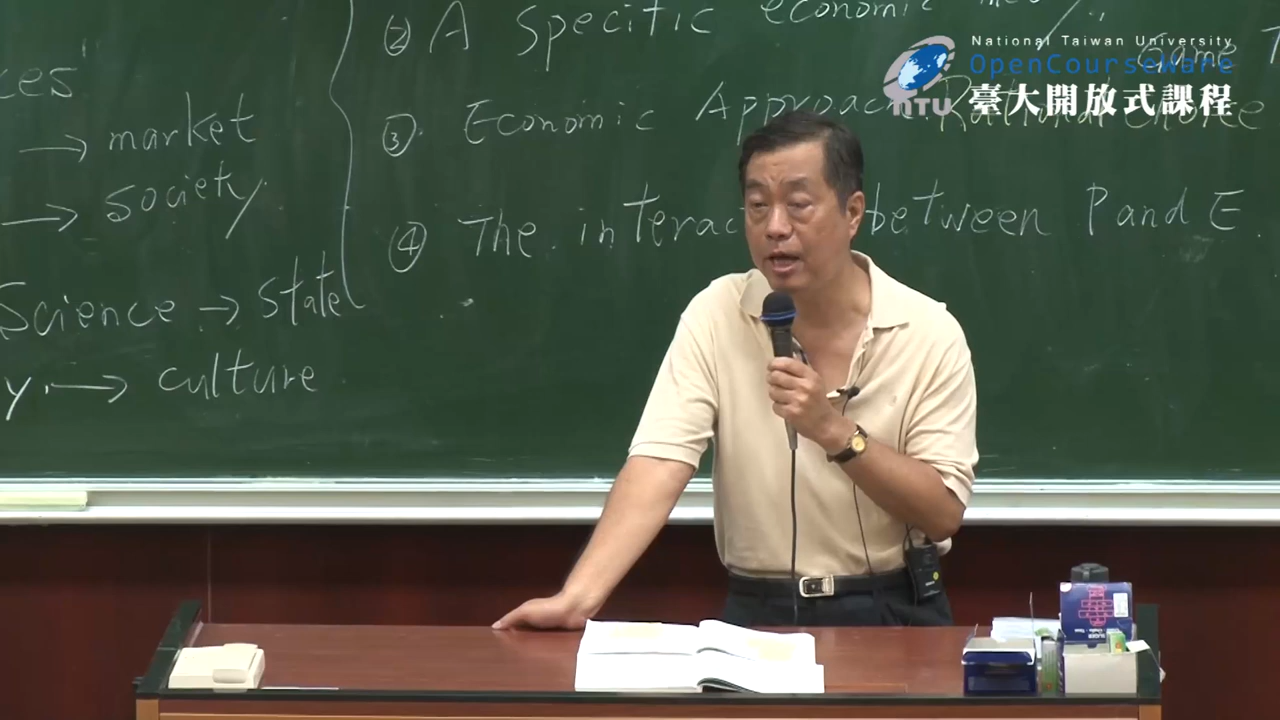 ces
→ market
→ society
Science → state
y. → culture
② A specific economic
Game T
③ Economic Approach. Rational choice
④ The interac between P and E.
National Taiwan University
OpenCourseWare
NTU
臺大開放式課程